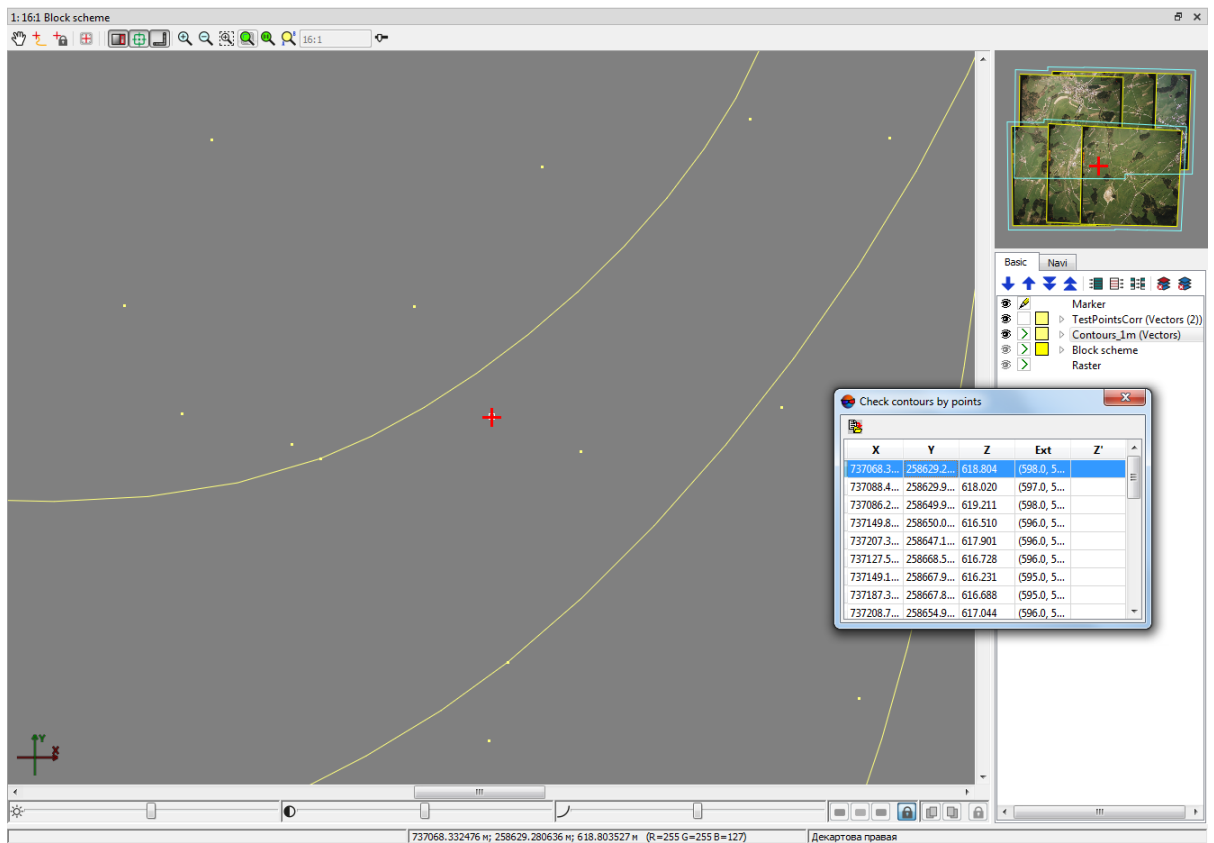 1: 16:1 Block scheme
16:1
Basic
Navi
Marker
TestPointsCorr (Vectors (2))
Contours_1m (Vectors)
Block scheme
Raster
Check contours by points
X Y Z Ext Z'
737068.3... 258629.2... 618.804 (598.0, 5...
737088.4... 258629.9... 618.020 (597.0, 5...
737086.2... 258649.9... 619.211 (598.0, 5...
737149.8... 258650.0... 616.510 (596.0, 5...
737207.3... 258647.1... 617.901 (596.0, 5...
737127.5... 258668.5... 616.728 (596.0, 5...
737149.1... 258667.9... 616.231 (595.0, 5...
737187.3... 258667.8... 616.688 (595.0, 5...
737208.7... 258654.9... 617.044 (596.0, 5...
Y
X
737068.332476 м; 258629.280636 м; 618.803527 м (R=255 G=255 B=127)
Декартова правая